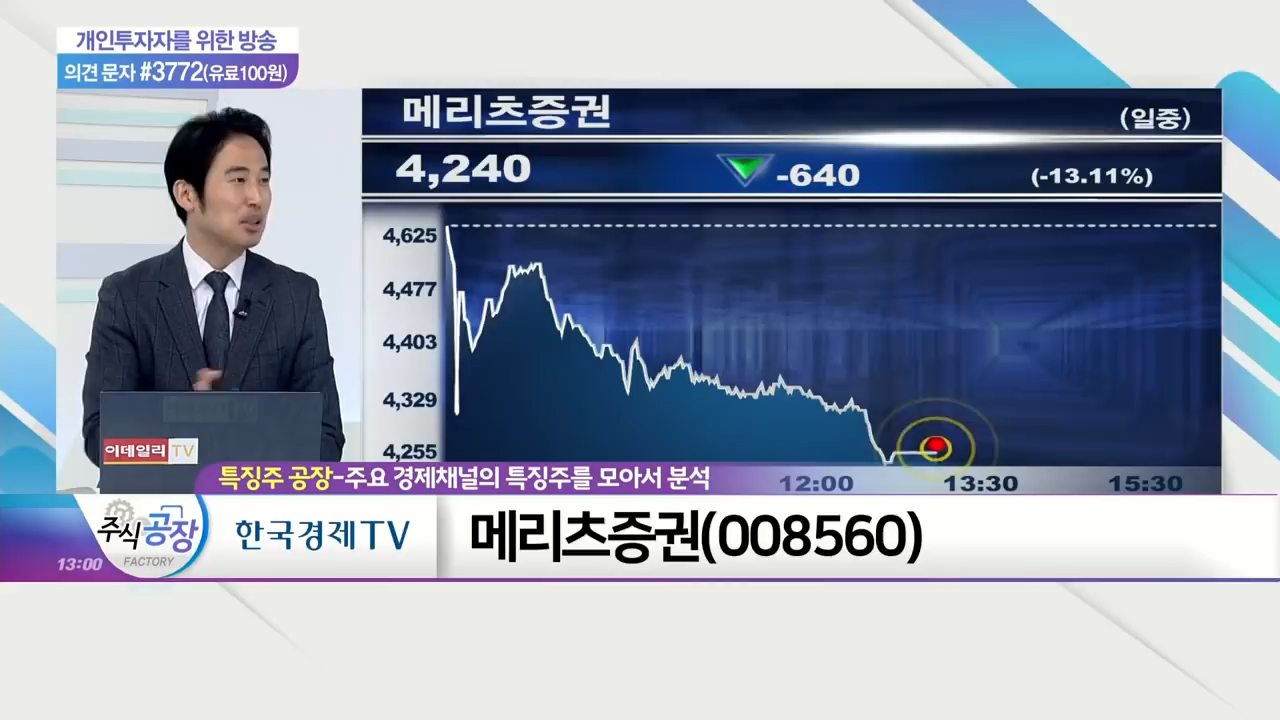 개인투자자를 위한 방송
의견 문자 #3772(유료100원)
메리츠증권
(일중)
4,240
-640
(-13.11%)
4,625
4,477
4,403
4,329
4,255
12:00
13:30
15:30
이데일리 TV
특징주 공장-주요 경제채널의 특징주를 모아서 분석
13:00
주식공장
FACTORY
한국경제TV
메리츠증권(008560)